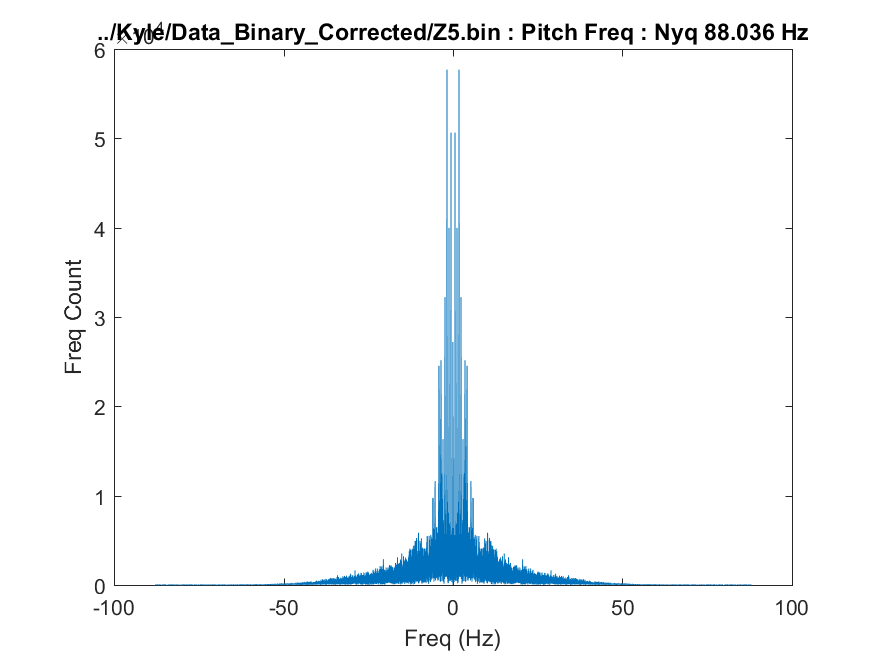 ../Kyle/Data_Binary_Corrected/Z5.bin : Pitch Freq : Nyq 88.036 Hz
×10⁴
6
5
4
3
2
1
0
Freq Count
-100 -50 0 50 100
Freq (Hz)